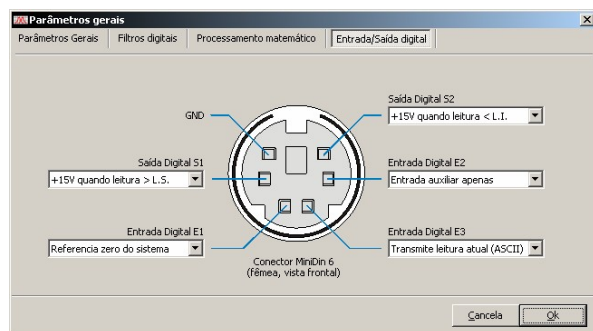 Parâmetros gerais
Parâmetros Gerais Filtros digitais Processamento matemático Entrada/Saída digital
GND
Saída Digital S2
+15V quando leitura < L.I.
Saída Digital S1
+15V quando leitura > L.S.
Entrada Digital E2
Entrada auxiliar apenas
Entrada Digital E1
Referencia zero do sistema
Entrada Digital E3
Transmite leitura atual (ASCII)
Conector MiniDin 6
(fêmea, vista frontal)
Cancela Ok